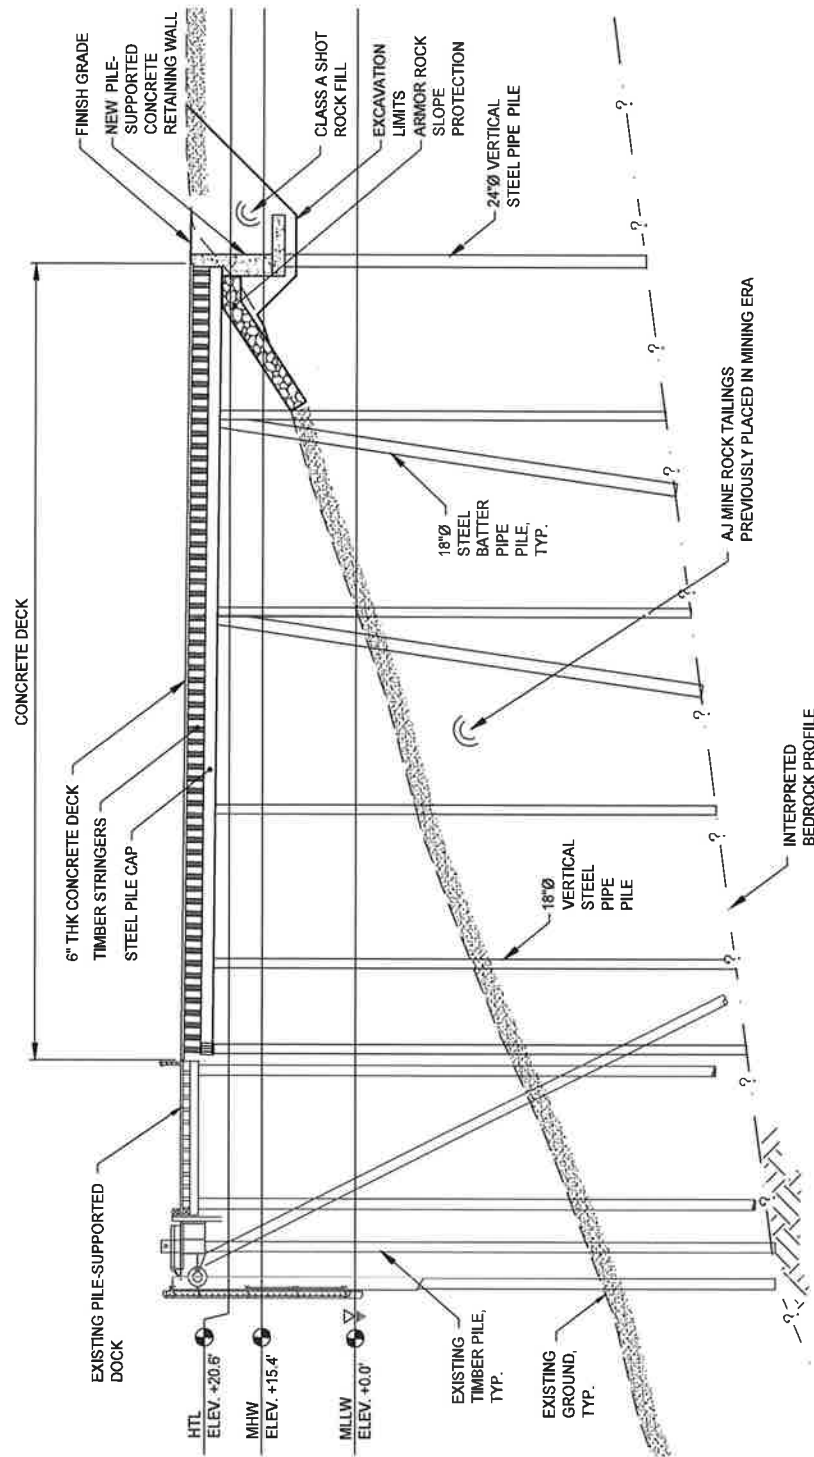 CONCRETE DECK
6" THK CONCRETE DECK
TIMBER STRINGERS
STEEL PILE CAP
EXISTING PILE-SUPPORTED
DOCK
FINISH GRADE
NEW PILE-
SUPPORTED
CONCRETE
RETAINING WALL
CLASS A SHOT
ROCK FILL
EXCAVATION
LIMITS
ARMOR ROCK
SLOPE
PROTECTION
24"Ø VERTICAL
STEEL PIPE PILE
HTL
ELEV. +20.6'
MHW
ELEV. +15.4'
MLLW
ELEV. +0.0'
18"Ø
STEEL
BATTER
PIPE
PILE,
TYP.
18"Ø
VERTICAL
STEEL
PIPE
PILE
EXISTING
TIMBER PILE,
TYP.
EXISTING
GROUND,
TYP.
AJ MINE ROCK TAILINGS
PREVIOUSLY PLACED IN MINING ERA
INTERPRETED
BEDROCK PROFILE
?
?
?
?
?
?
?
?
?
?
?
?